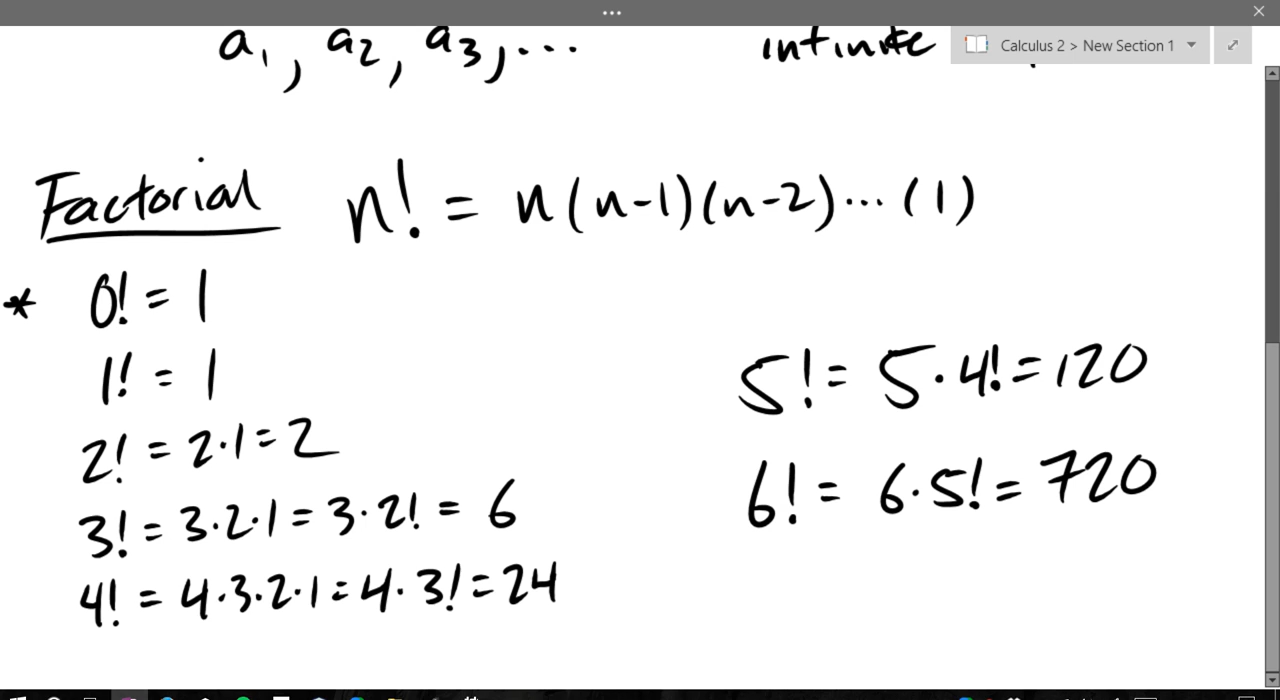 ...
×
a₁, a₂, a₃, ...    infinite
Calculus 2 > New Section 1
Factorial    n! = n(n-1)(n-2)...(1)
* 0! = 1
1! = 1
2! = 2·1 = 2
3! = 3·2·1 = 3·2! = 6
4! = 4·3·2·1 = 4·3! = 24
5! = 5·4! = 120
6! = 6·5! = 720